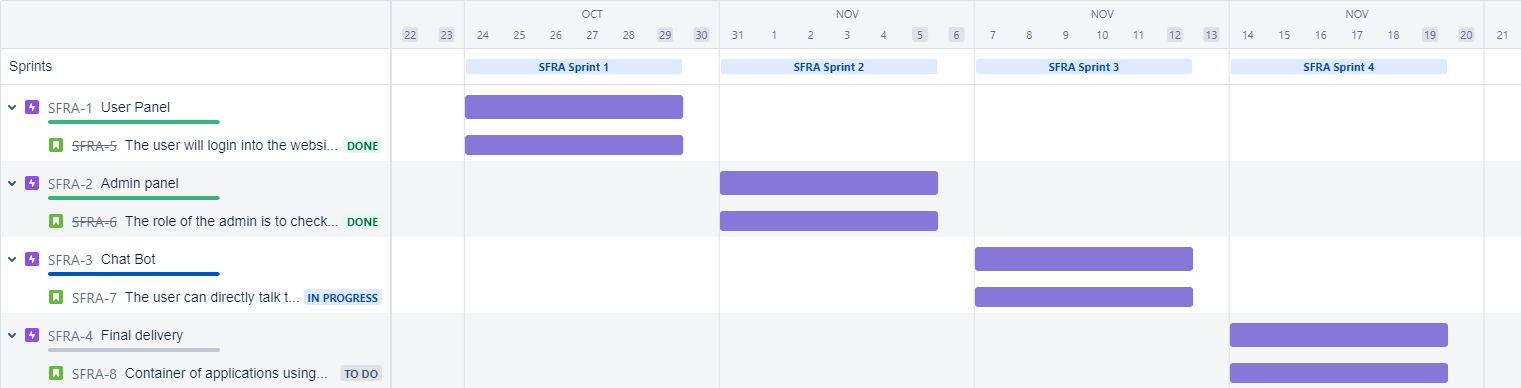 OCT NOV NOV NOV
22 23 24 25 26 27 28 29 30 31 1 2 3 4 5 6 7 8 9 10 11 12 13 14 15 16 17 18 19 20 21
Sprints SFRA Sprint 1 SFRA Sprint 2 SFRA Sprint 3 SFRA Sprint 4
SFRA-1 User Panel
SFRA-5 The user will login into the websi... DONE
SFRA-2 Admin panel
SFRA-6 The role of the admin is to check... DONE
SFRA-3 Chat Bot
SFRA-7 The user can directly talk t... IN PROGRESS
SFRA-4 Final delivery
SFRA-8 Container of applications using... TO DO